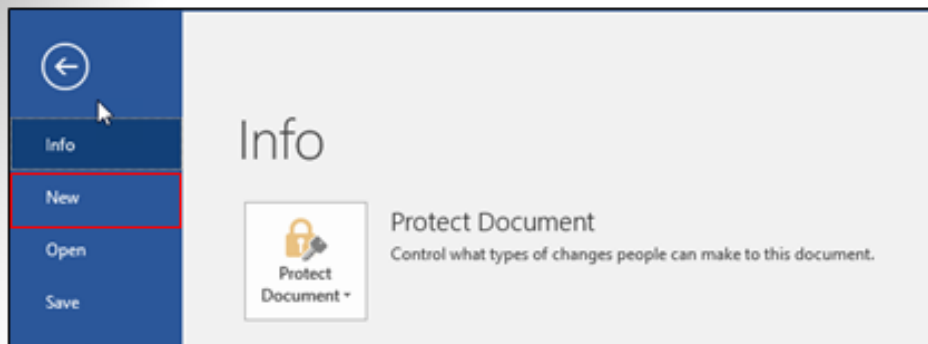 Info
New
Open
Save
Info
Protect
Document
Protect Document
Control what types of changes people can make to this document.